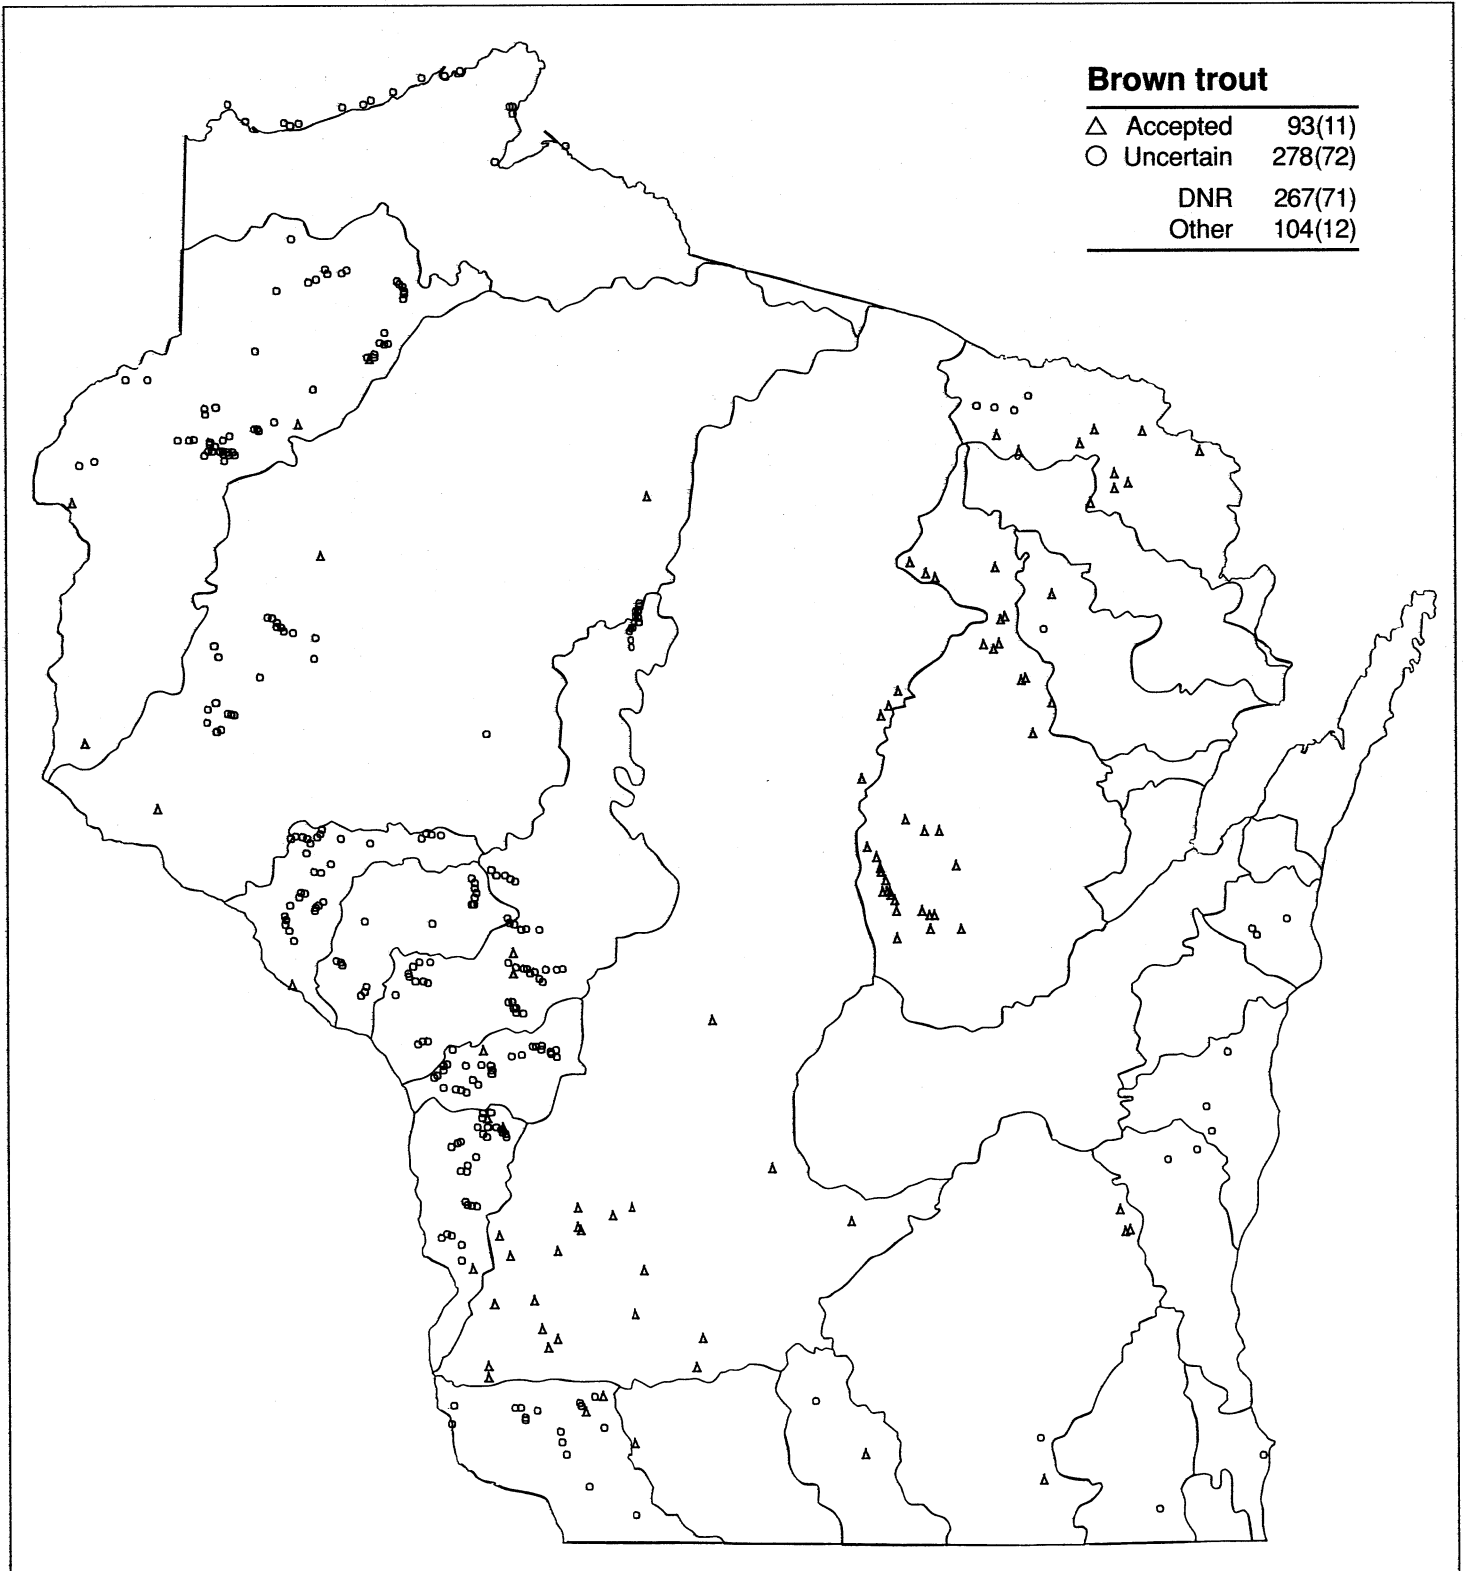 Brown trout
△ Accepted 93(11)
○ Uncertain 278(72)
DNR 267(71)
Other 104(12)